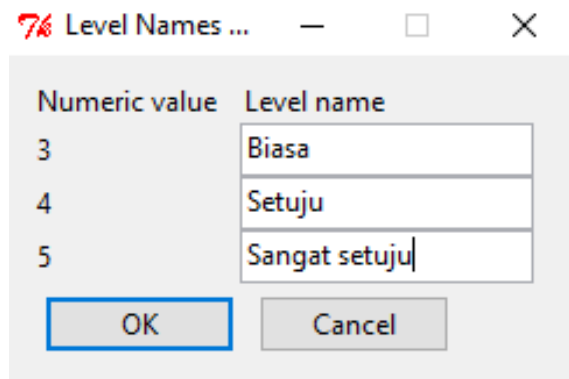 Level Names ...
Numeric value Level name
3 Biasa
4 Setuju
5 Sangat setuju
OK Cancel